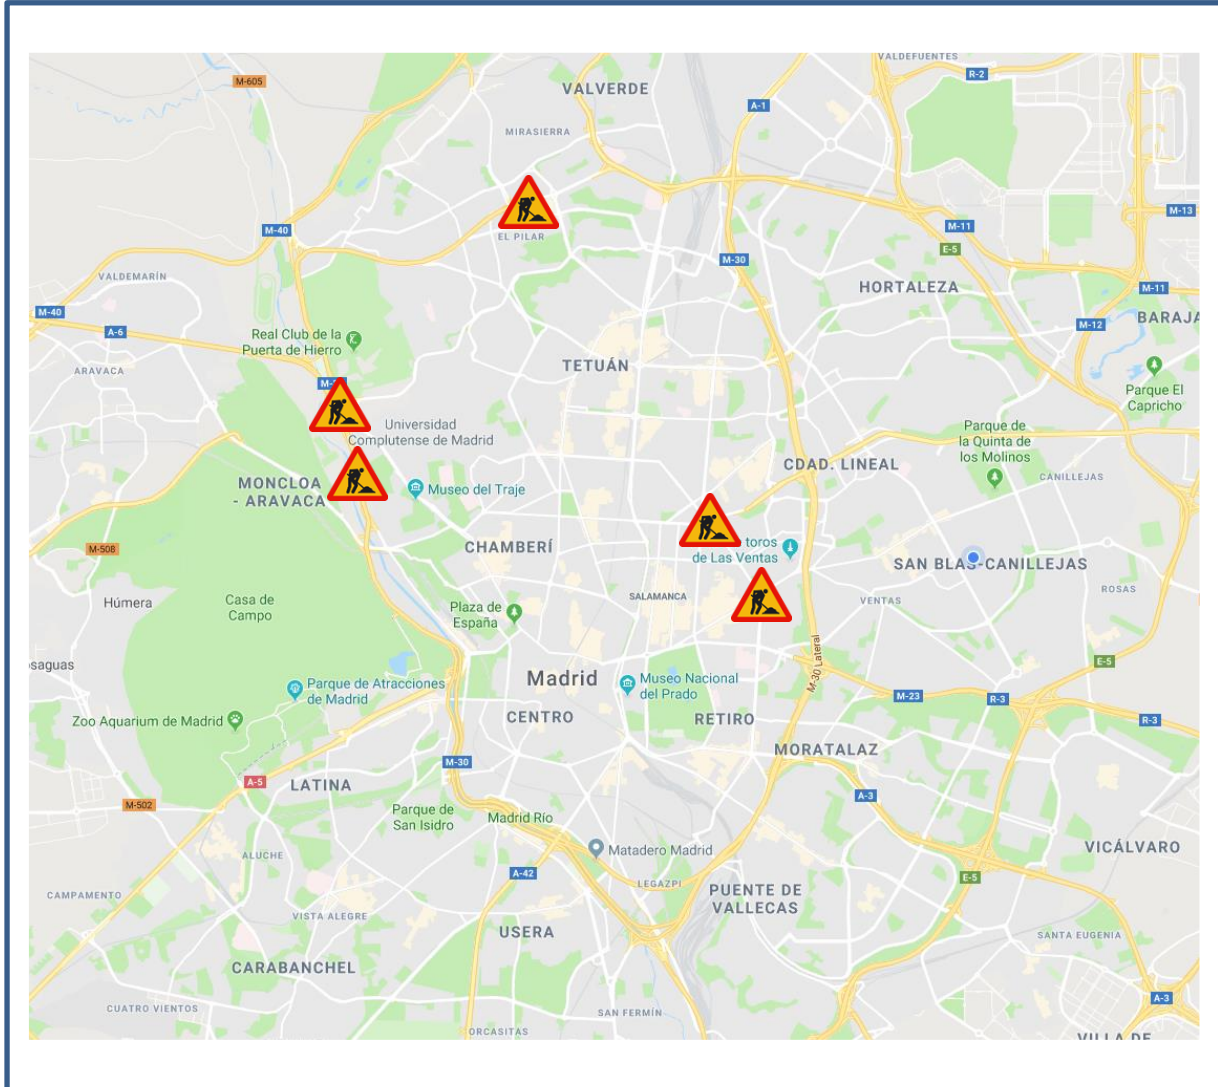 VALDEFUENTES
M-605
R-2
VALVERDE
A-1
MIRASIERRA
M-13
M-40
EL PILAR
M-11
E-5
M-30
VALDEMARÍN
HORTALEZA
M-11
M-40
BARAJA
M-12
A-6
Real Club de la
Puerta de Hierro
TETUÁN
ARAVACA
Parque El
Capricho
Universidad
Complutense de Madrid
Parque de
la Quinta de
los Molinos
CDAD. LINEAL
CANILLEJAS
MONCLOA
- ARAVACA
Museo del Traje
toros
de Las Ventas
CHAMBERÍ
M-508
SAN BLAS-CANILLEJAS
ROSAS
Húmera
Casa de
Campo
SALAMANCA
VENTAS
Plaza de
España
osaguas
M-30 Lateral
E-5
Madrid
Museo Nacional
del Prado
Parque de Atracciones
de Madrid
M-23
R-3
Zoo Aquarium de Madrid
CENTRO
RETIRO
R-3
MORATALAZ
M-30
A-5
LATINA
A-3
M-502
Parque de
San Isidro
Madrid Río
Matadero Madrid
VICÁLVARO
ALUCHE
A-42
E-5
LEGAZPI
CAMPAMENTO
PUENTE DE
VALLECAS
VISTA ALEGRE
USERA
SANTA EUGENIA
CARABANCHEL
A-3
CUATRO VIENTOS
SAN FERMÍN
ORCASITAS
VILLA DE